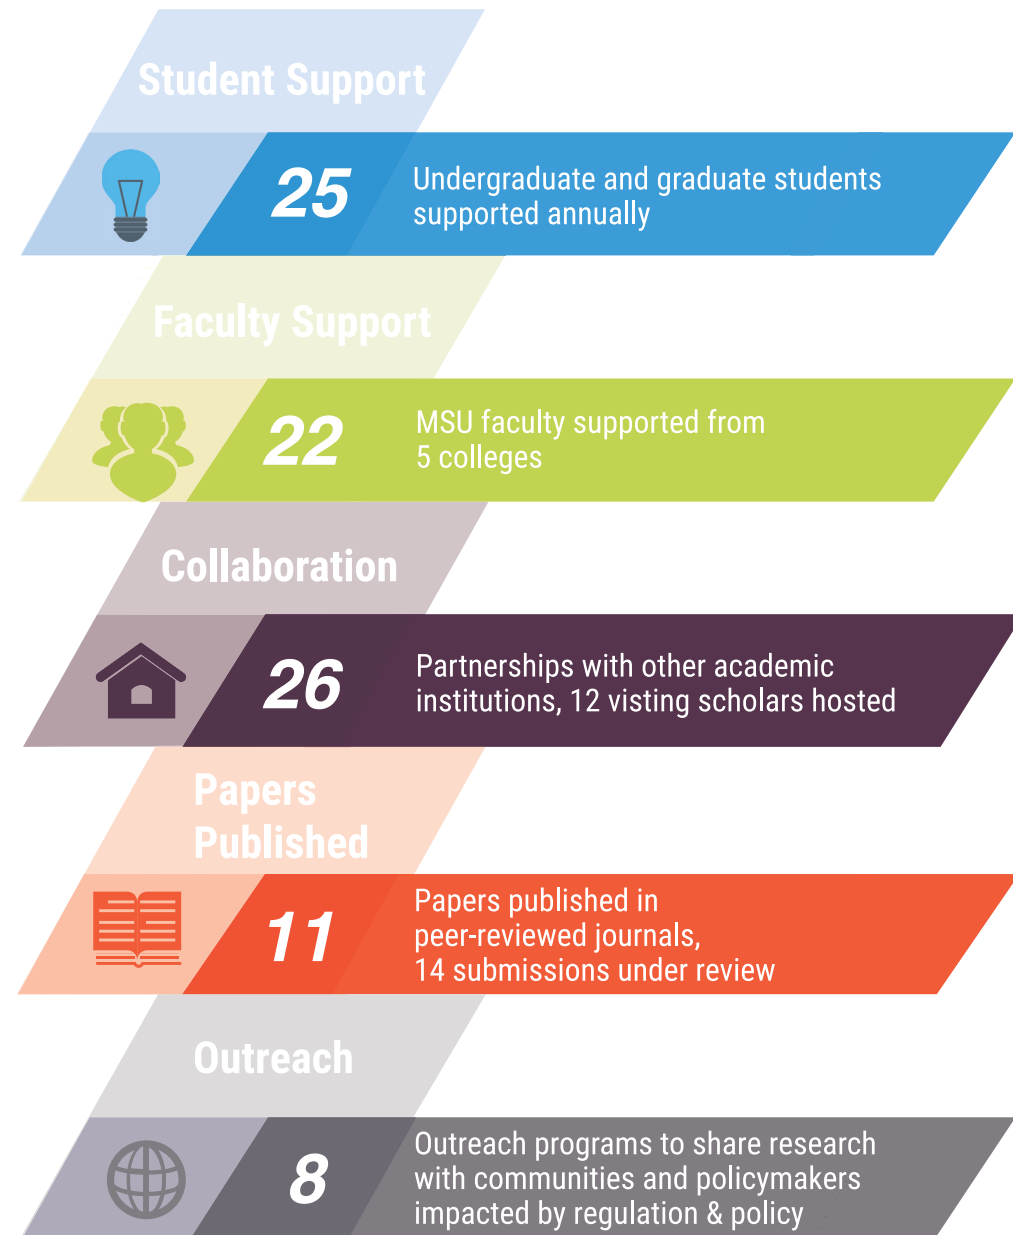 Student Support
25
Undergraduate and graduate students
supported annually
Faculty Support
22
MSU faculty supported from
5 colleges
Collaboration
26
Partnerships with other academic
institutions, 12 visting scholars hosted
Papers
Published
11
Papers published in
peer-reviewed journals,
14 submissions under review
Outreach
8
Outreach programs to share research
with communities and policymakers
impacted by regulation & policy